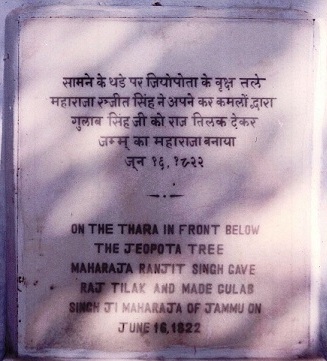 सामने के थडे पर जियोपोता के वृक्ष तले
महाराजा रन्जीत सिंह ने अपने कर कमलों द्वारा
गुलाब सिंह जी को राज तिलक देकर
जम्मू का महाराजा बनाया
जून १६, १८२२
ON THE THARA IN FRONT BELOW
THE JEOPOTA TREE
MAHARAJA RANJIT SINGH GAVE
RAJ TILAK AND MADE GULAB
SINGH JI MAHARAJA OF JAMMU ON
JUNE 16,1822